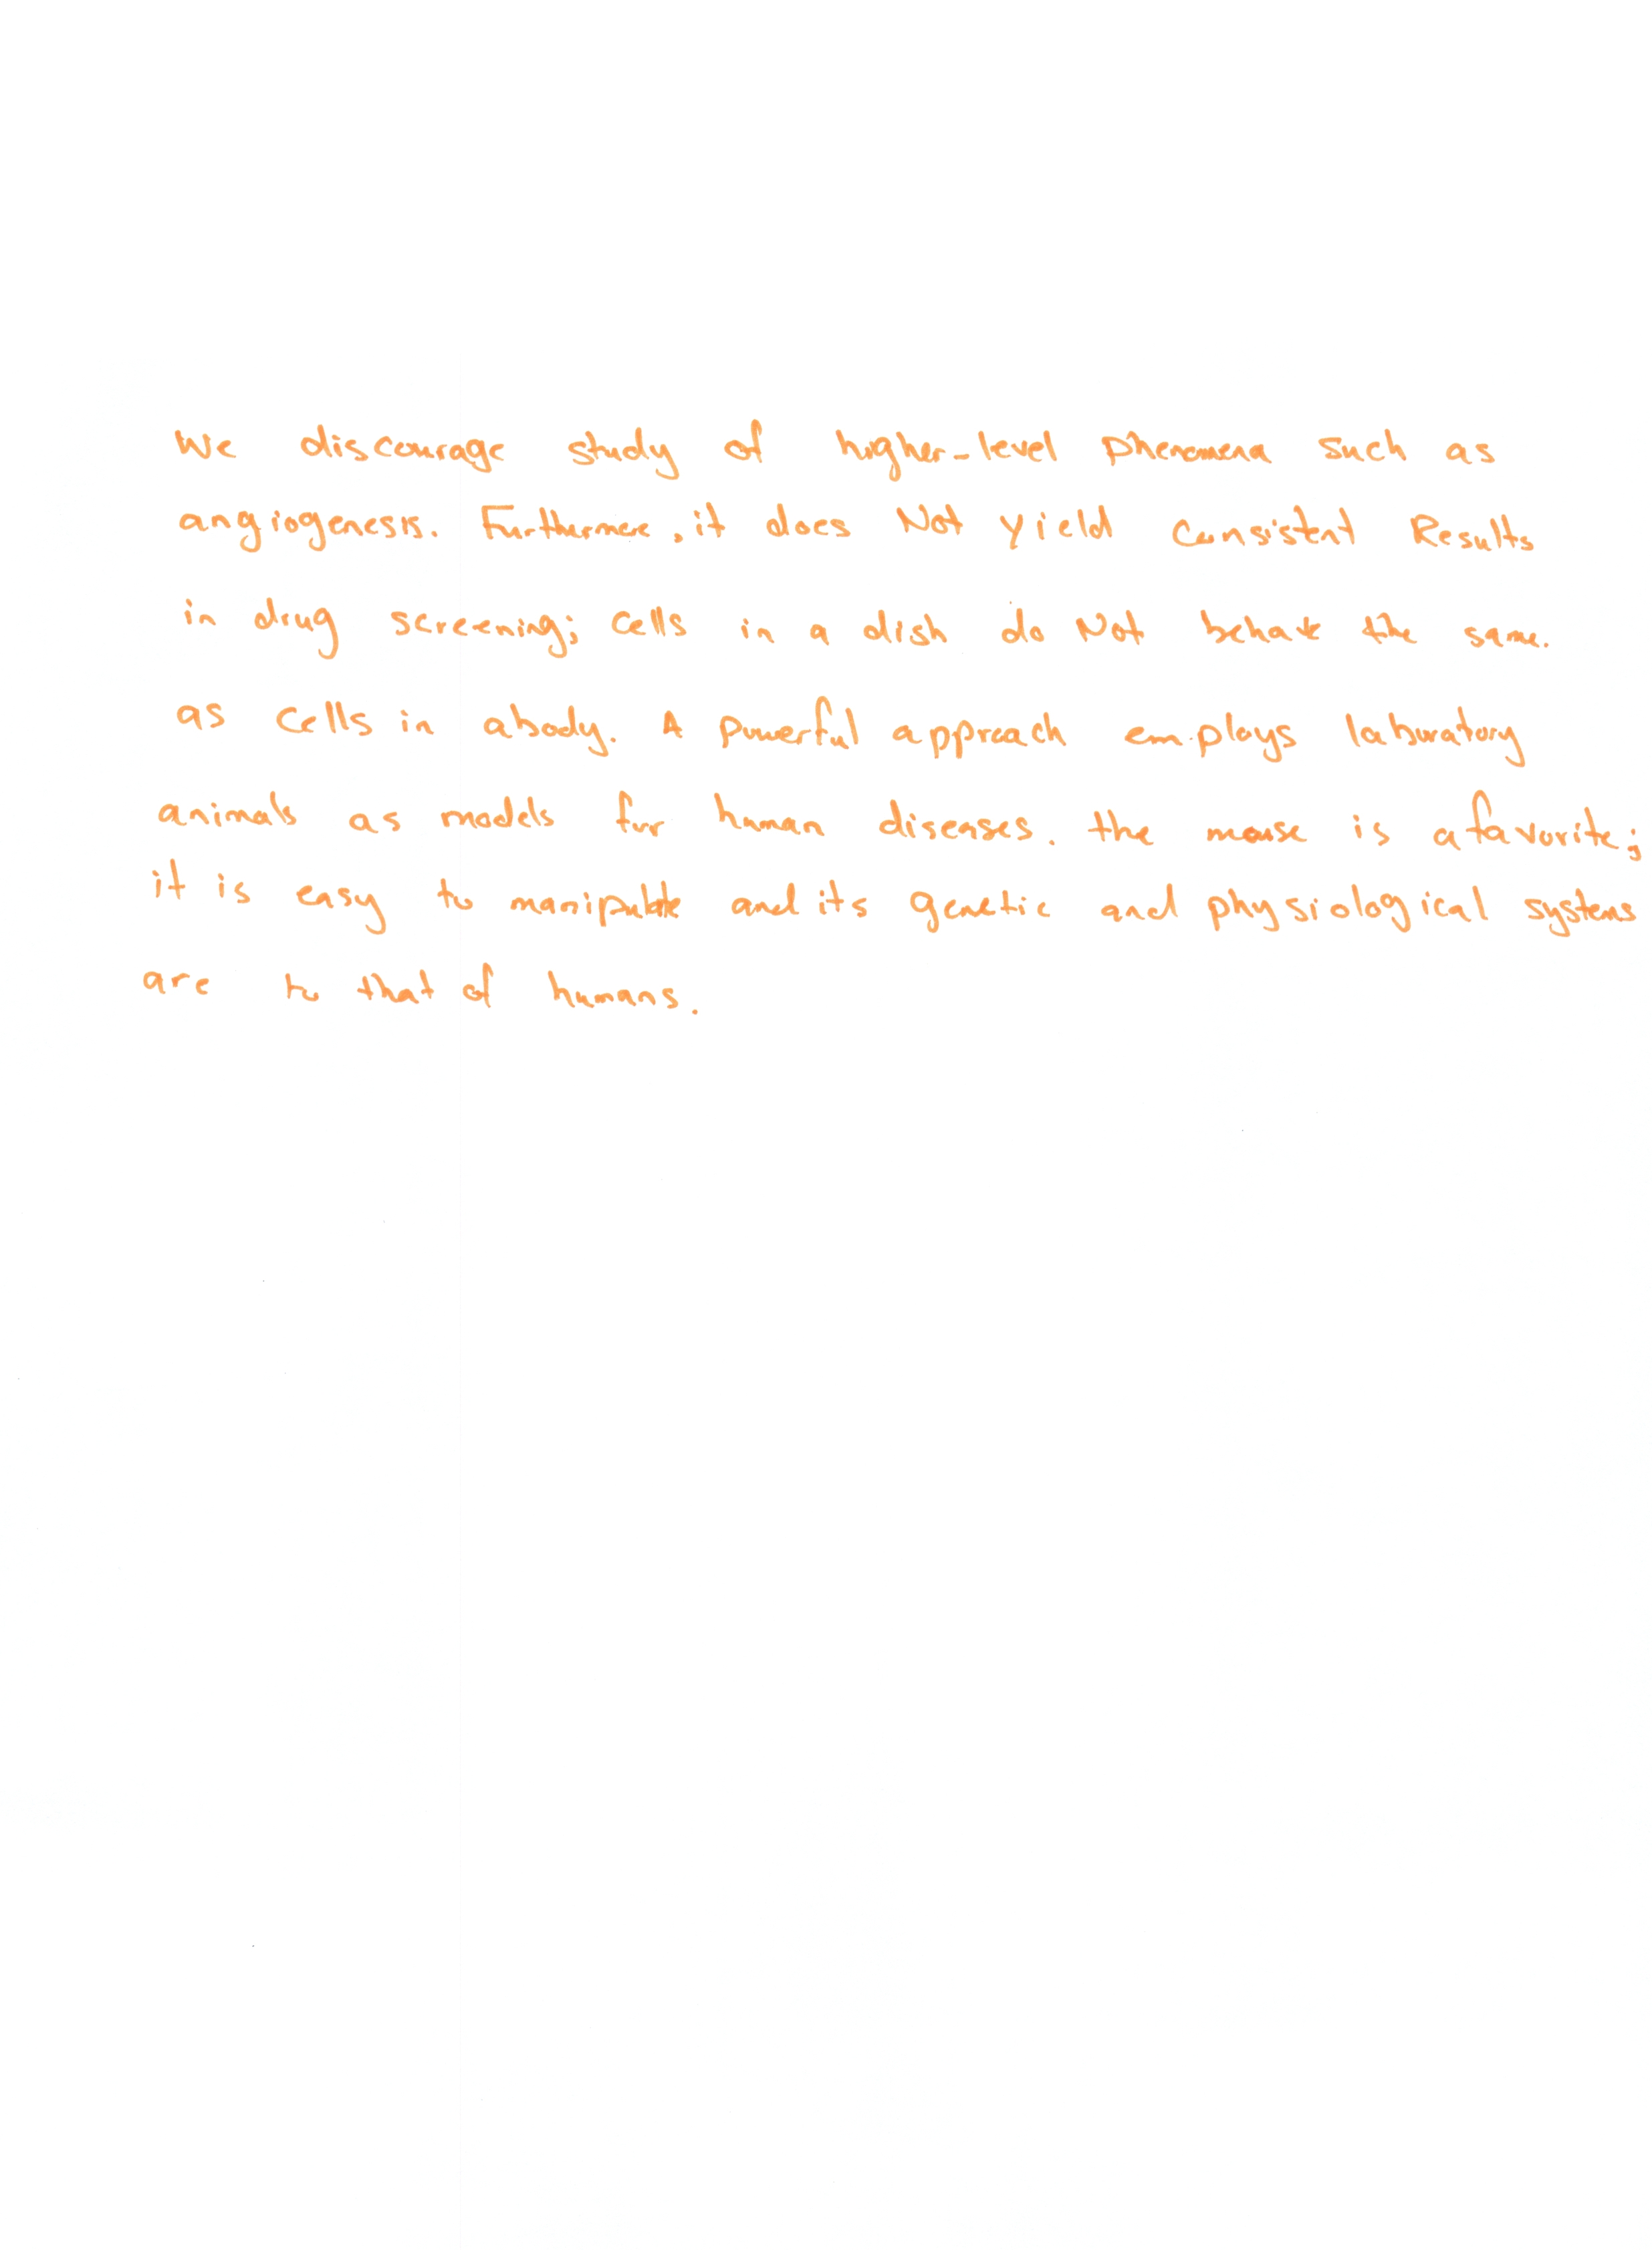 We discourage study of higher-level phenomena such as
angiogenesis. Furthermore, it does Not yield consistent Results
in drug screening; cells in a dish do Not behave the same.
as cells in a body. A powerful approach employs laboratory
animals as models for human diseases. the mouse is a favorite;
it is easy to manipulate and its genetic and physiological systems
are to that of humans.